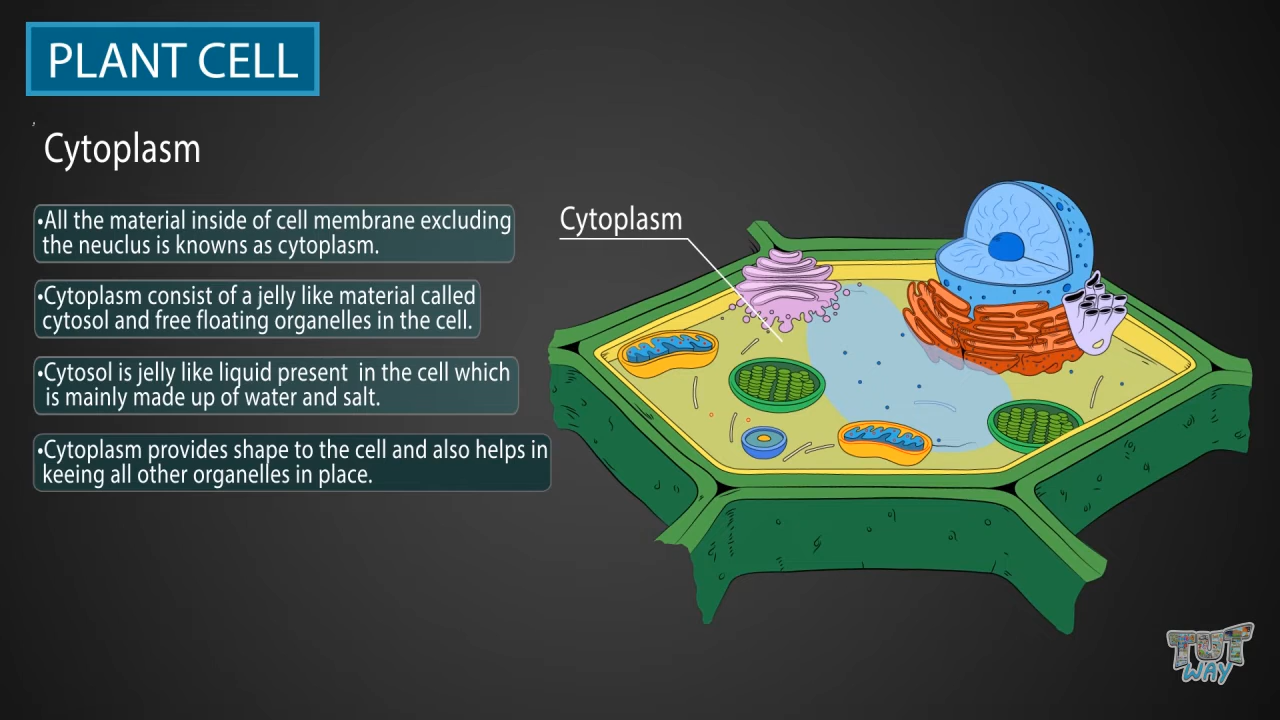 PLANT CELL
Cytoplasm
•All the material inside of cell membrane excluding
the neuclus is knowns as cytoplasm.
•Cytoplasm consist of a jelly like material called
cytosol and free floating organelles in the cell.
•Cytosol is jelly like liquid present in the cell which
is mainly made up of water and salt.
•Cytoplasm provides shape to the cell and also helps in
keeing all other organelles in place.
Cytoplasm
TUT
WAY